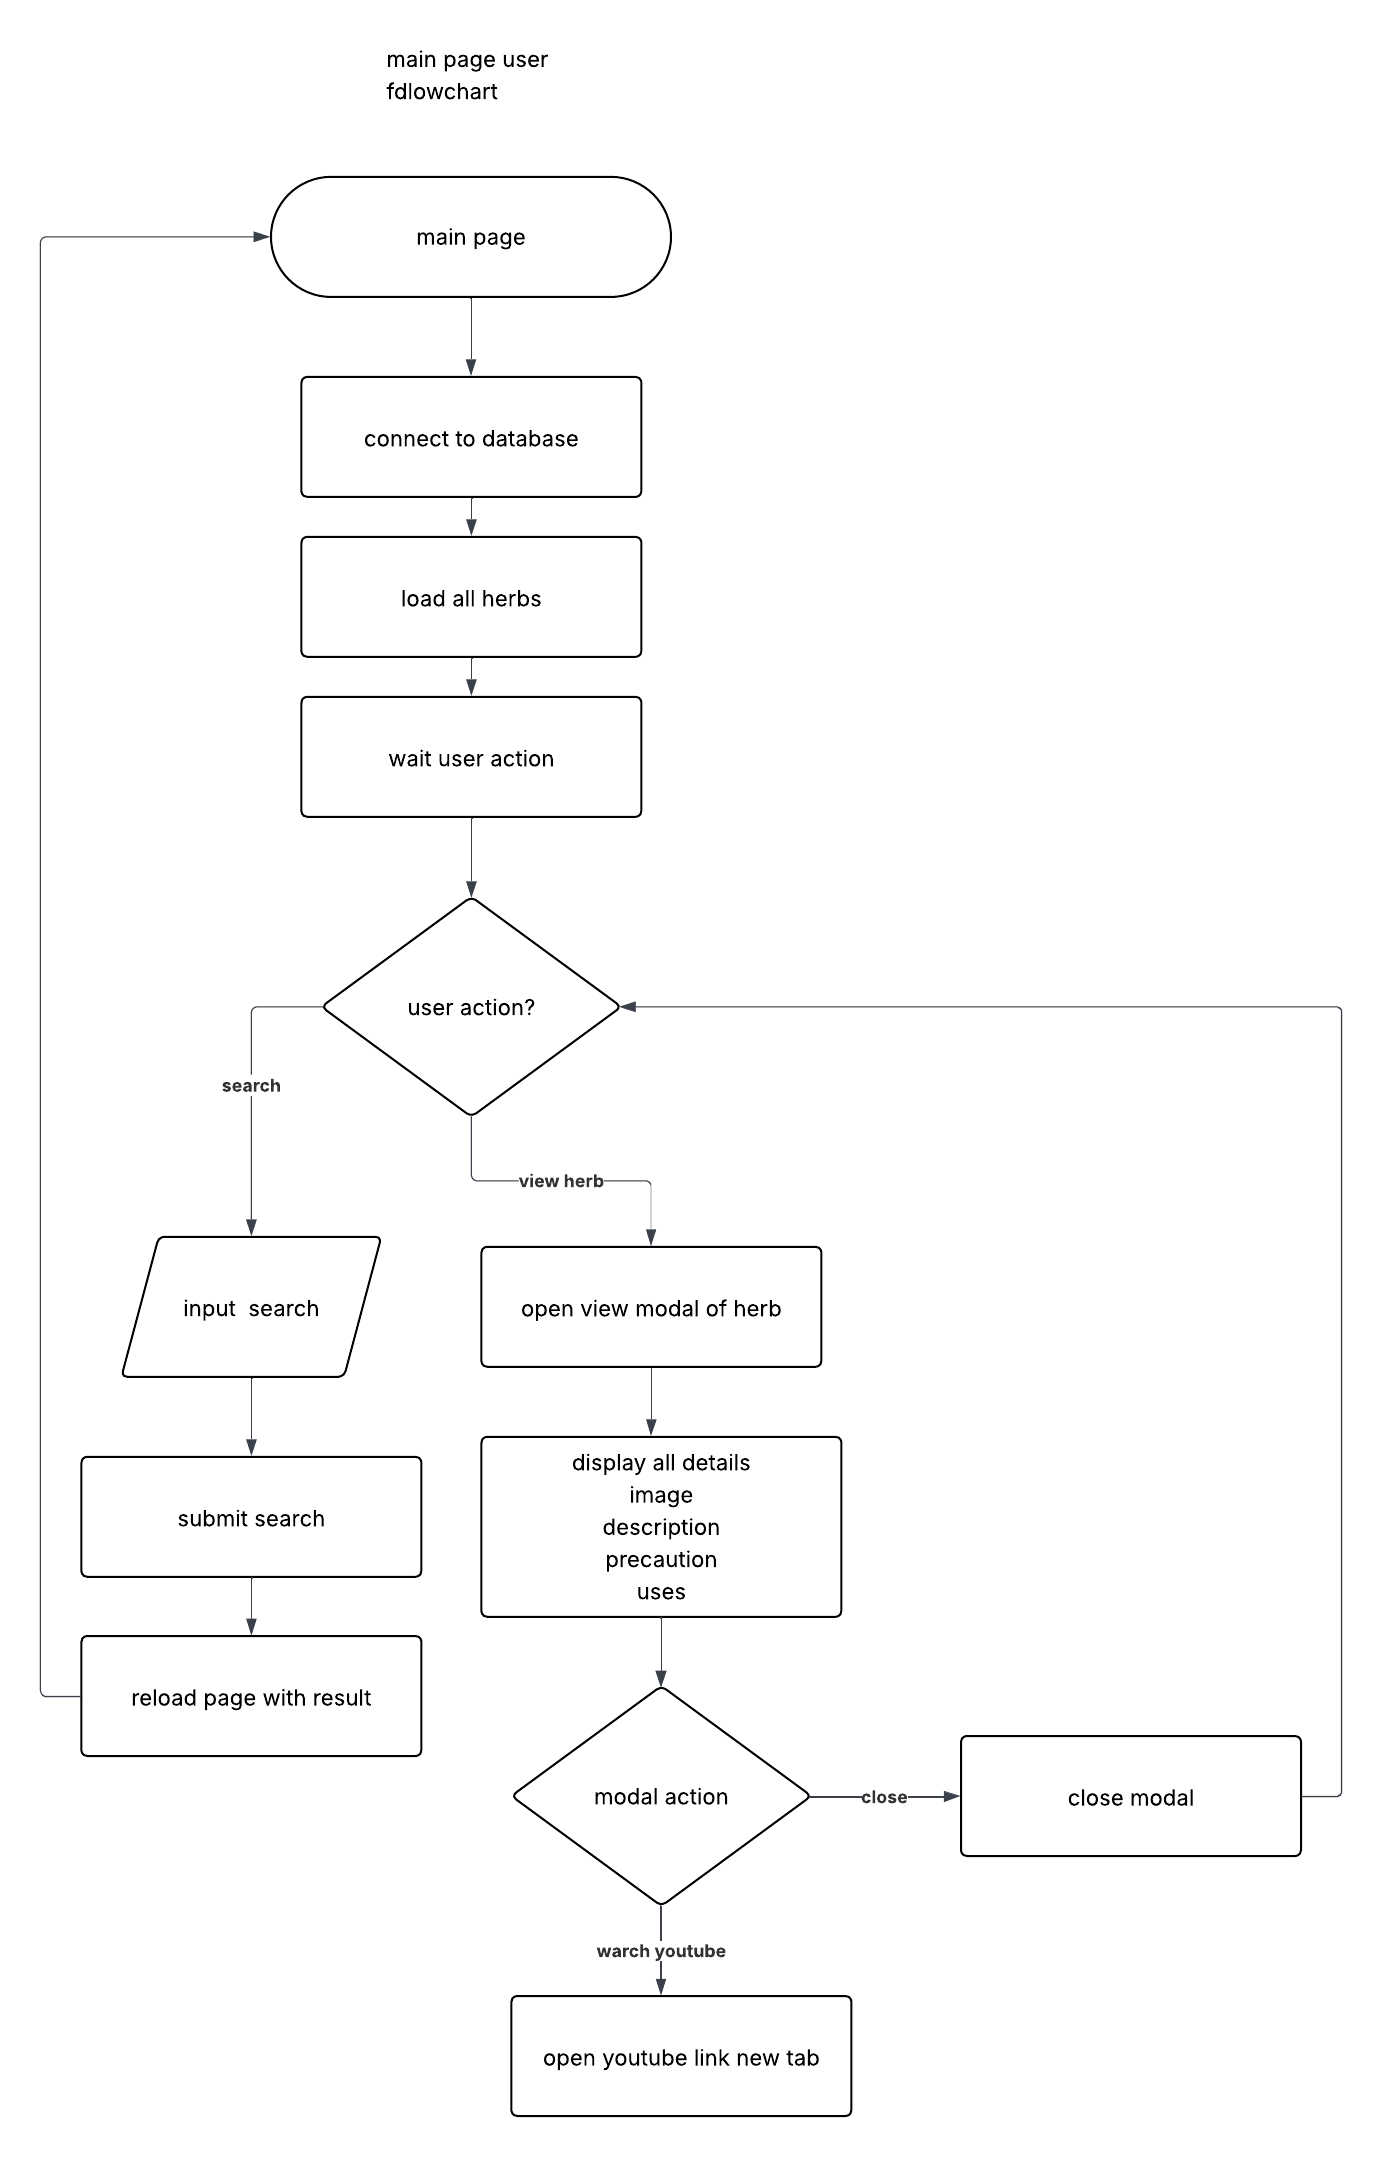 main page user
fdlowchart
main page
connect to database
load all herbs
wait user action
user action?
search
view herb
input  search
open view modal of herb
submit search
display all details
image
description
precaution
uses
reload page with result
modal action
close
close modal
warch youtube
open youtube link new tab